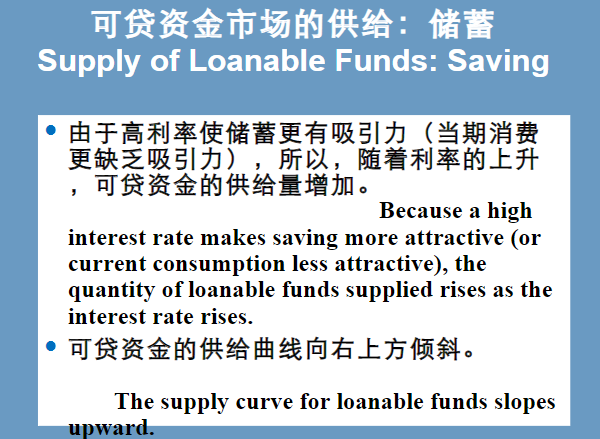 可贷资金市场的供给：储蓄
Supply of Loanable Funds: Saving
由于高利率使储蓄更有吸引力（当期消费
更缺乏吸引力），所以，随着利率的上升
，可贷资金的供给量增加。
Because a high
interest rate makes saving more attractive (or
current consumption less attractive), the
quantity of loanable funds supplied rises as the
interest rate rises.
可贷资金的供给曲线向右上方倾斜。
The supply curve for loanable funds slopes
upward.